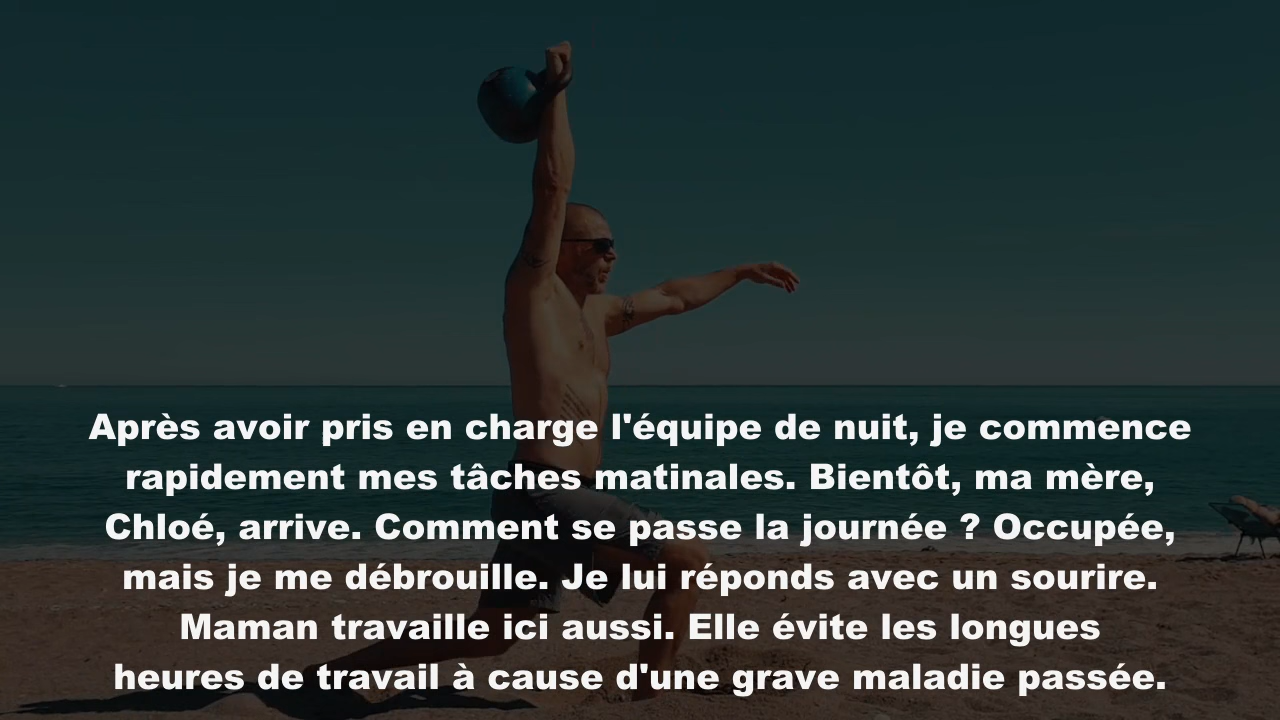 Après avoir pris en charge l'équipe de nuit, je commence
rapidement mes tâches matinales. Bientôt, ma mère,
Chloé, arrive. Comment se passe la journée ? Occupée,
mais je me débrouille. Je lui réponds avec un sourire.
Maman travaille ici aussi. Elle évite les longues
heures de travail à cause d'une grave maladie passée.